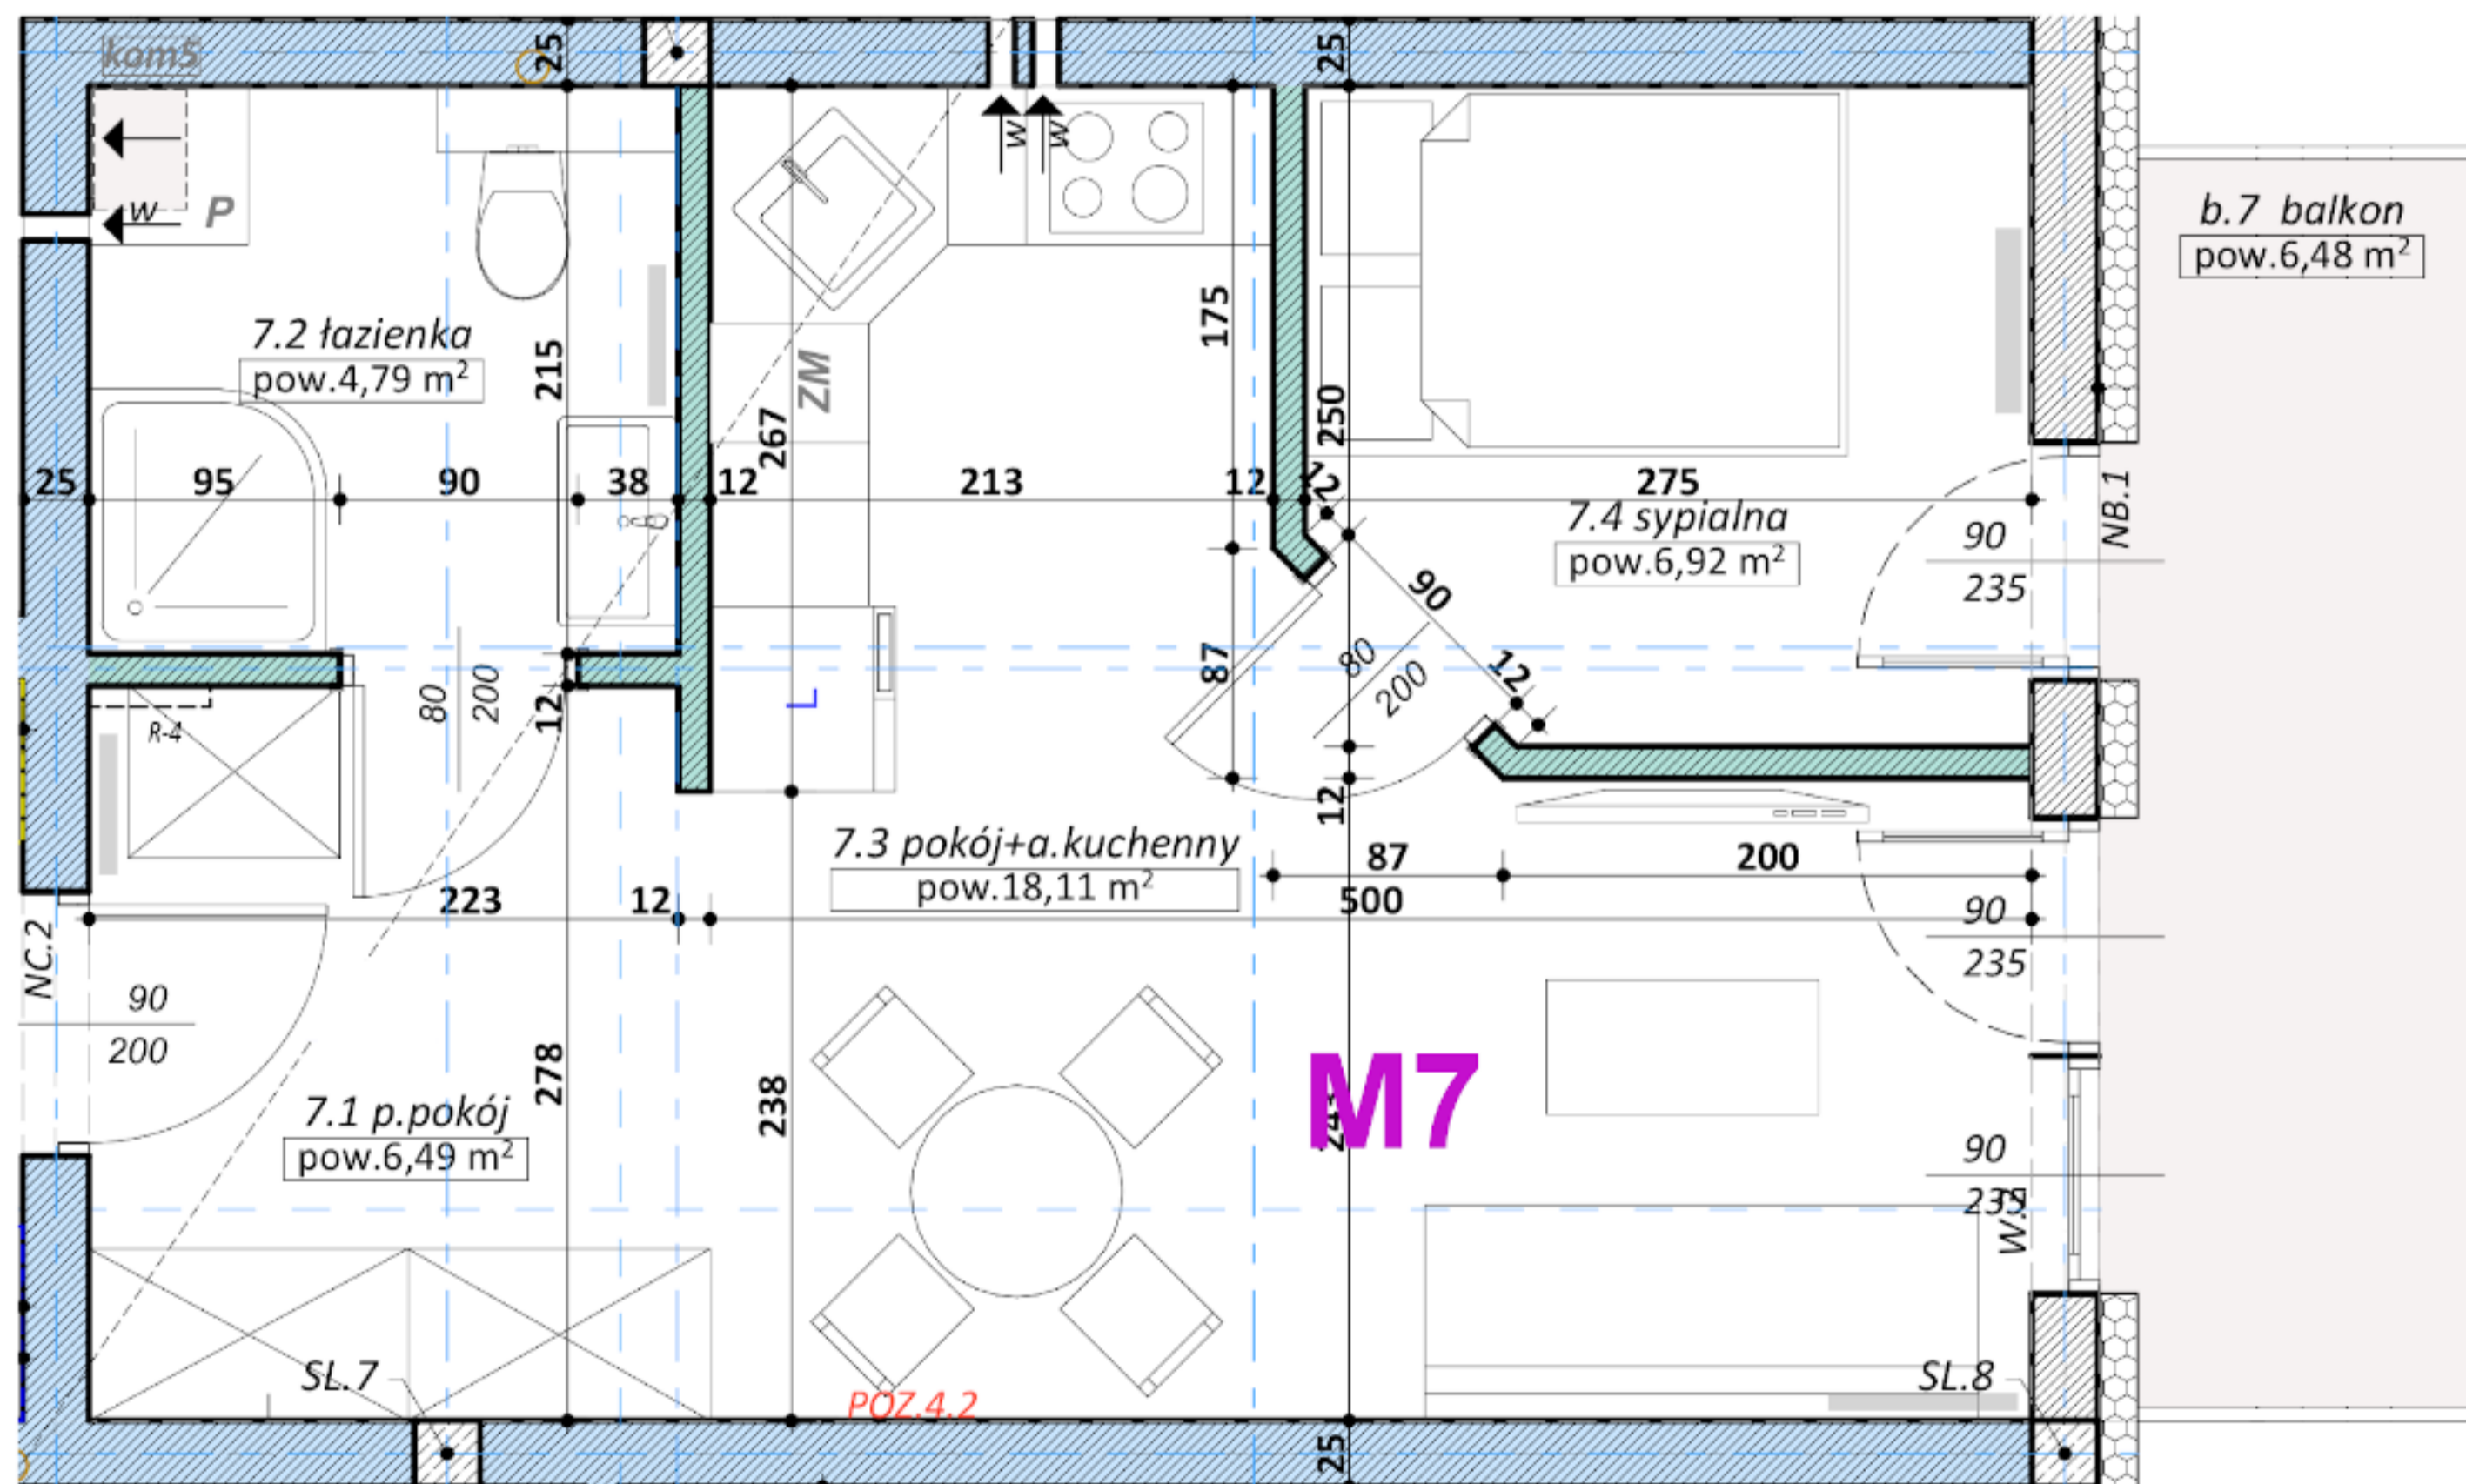 kom5
25
25
w
w
P
w
b.7 balkon
pow.6,48 m²
7.2 łazienka
pow.4,79 m²
215
ZM
267
175
250
25
95
90
38
12
213
12
12
275
7.4 sypialna
pow.6,92 m²
90
235
NB.1
90
80
200
12
87
80
200
12
R-4
L
12
7.3 pokój+a.kuchenny
pow.18,11 m²
87
200
223
12
500
90
235
NC.2
90
200
278
238
M7
7.1 p.pokój
pow.6,49 m²
90
235
SL.7
POZ.4.2
SL.8
25